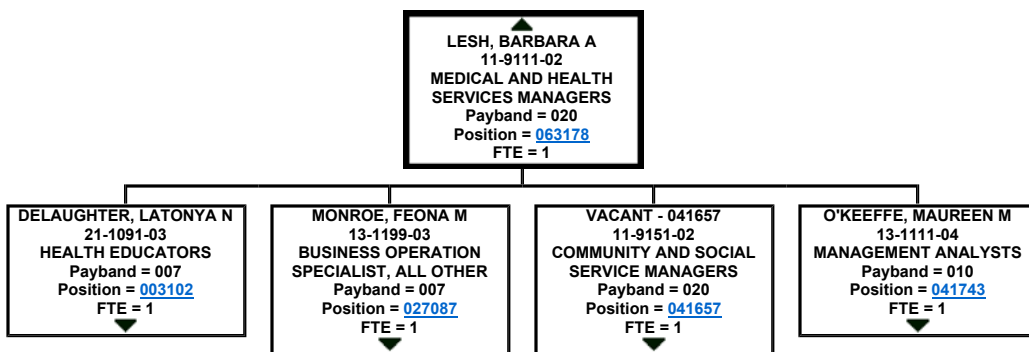 LESH, BARBARA A
11-9111-02
MEDICAL AND HEALTH
SERVICES MANAGERS
Payband = 020
Position = 063178
FTE = 1
DELAUGHTER, LATONYA N
21-1091-03
HEALTH EDUCATORS
Payband = 007
Position = 003102
FTE = 1
MONROE, FEONA M
13-1199-03
BUSINESS OPERATION
SPECIALIST, ALL OTHER
Payband = 007
Position = 027087
FTE = 1
VACANT - 041657
11-9151-02
COMMUNITY AND SOCIAL
SERVICE MANAGERS
Payband = 020
Position = 041657
FTE = 1
O'KEEFFE, MAUREEN M
13-1111-04
MANAGEMENT ANALYSTS
Payband = 010
Position = 041743
FTE = 1